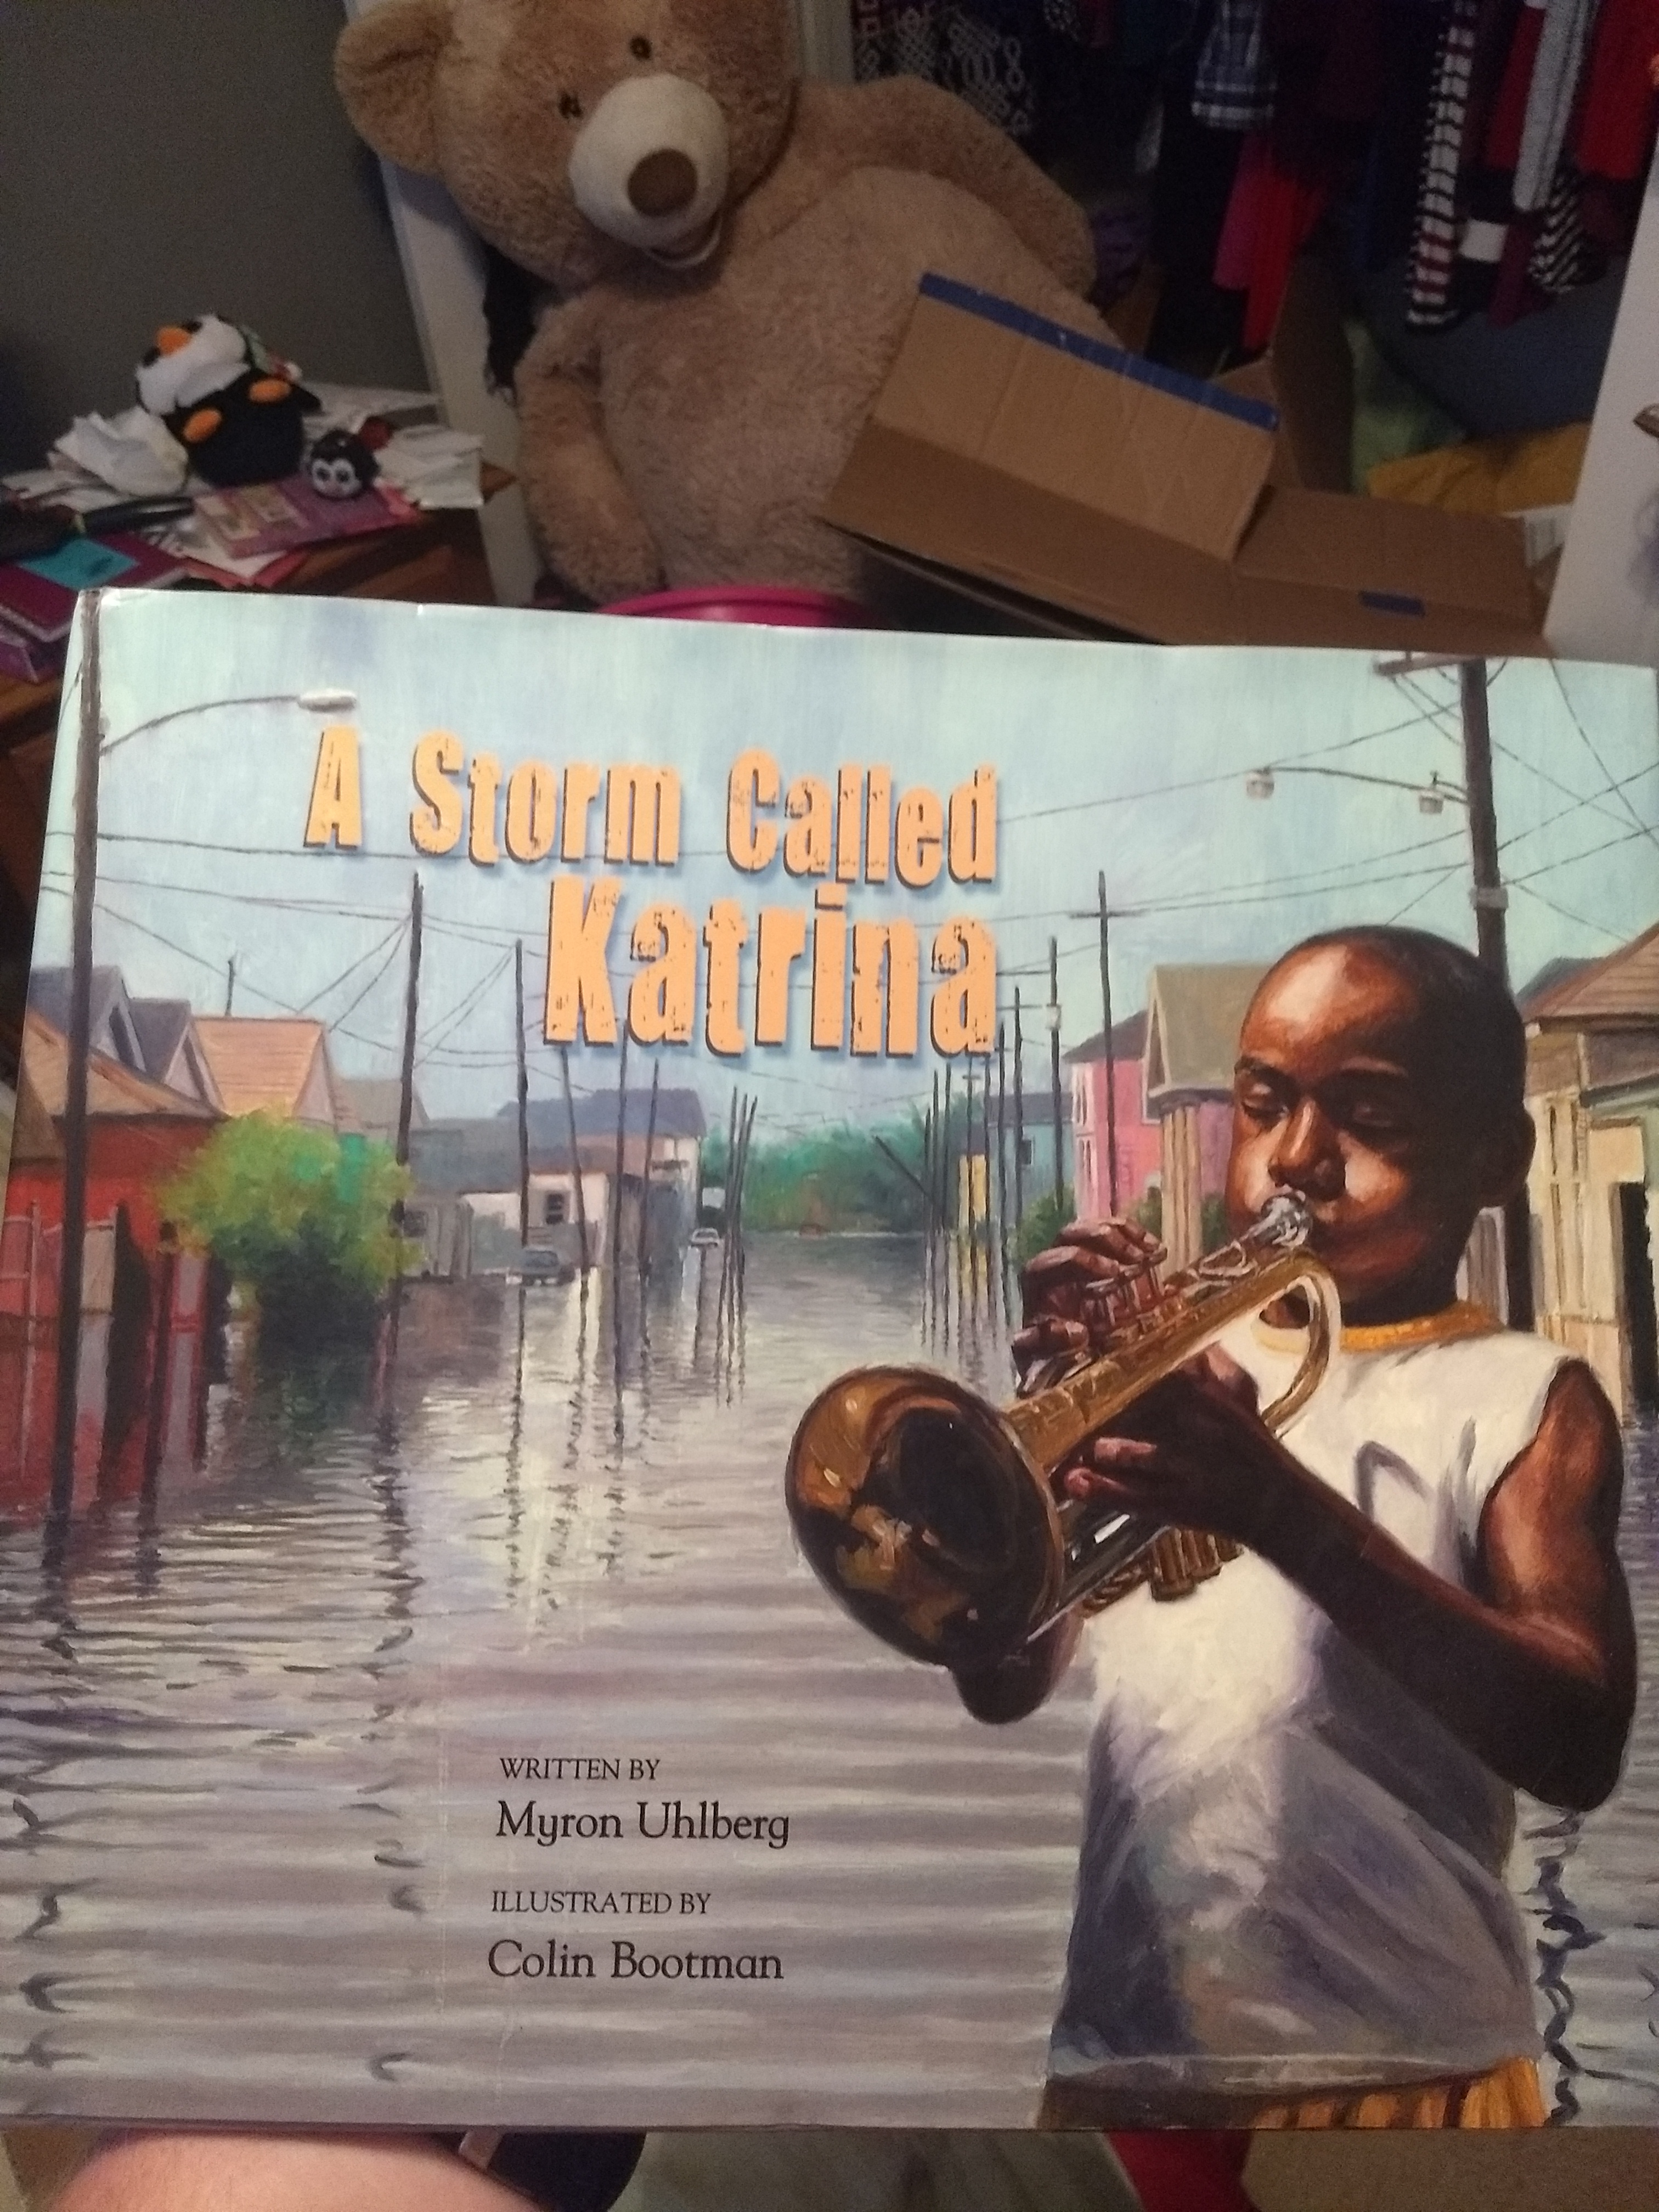 A Storm Called
Katrina
WRITTEN BY
Myron Uhlberg
ILLUSTRATED BY
Colin Bootman